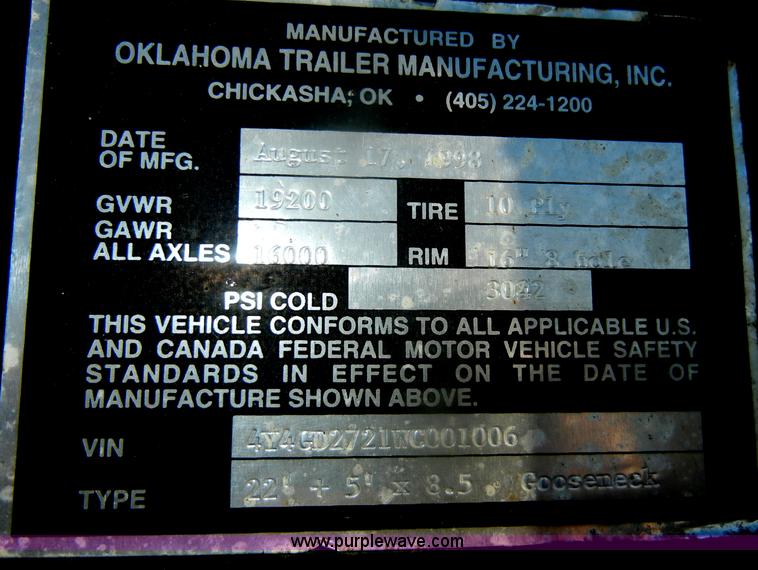 MANUFACTURED BY
OKLAHOMA TRAILER MANUFACTURING, INC.
CHICKASHA, OK • (405) 224-1200
DATE OF MFG. August 17, 1998
GVWR 19200 TIRE 10 Ply
GAWR ALL AXLES 16000 RIM 16" 8 hole
PSI COLD 3042
THIS VEHICLE CONFORMS TO ALL APPLICABLE U.S.
AND CANADA FEDERAL MOTOR VEHICLE SAFETY
STANDARDS IN EFFECT ON THE DATE OF
MANUFACTURE SHOWN ABOVE.
VIN 4Y4GD2721WC001006
TYPE 22' + 5' x 8.5 Gooseneck
www.purplewave.com